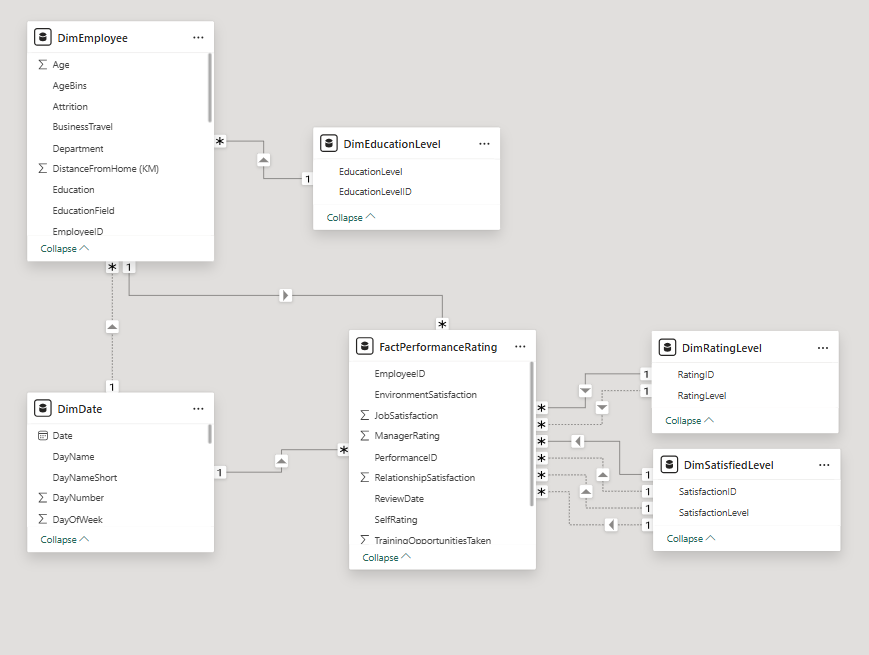 DimEmployee
Age
AgeBins
Attrition
BusinessTravel
Department
DistanceFromHome (KM)
Education
EducationField
EmployeeID
Collapse
* 1
DimEducationLevel
EducationLevel
EducationLevelID
Collapse
* 1
* 1
DimDate
Date
DayName
DayNameShort
DayNumber
DayOfWeek
Collapse
1 *
FactPerformanceRating
EmployeeID
EnvironmentSatisfaction
JobSatisfaction
ManagerRating
PerformanceID
RelationshipSatisfaction
ReviewDate
SelfRating
TrainingOpportunitiesTaken
Collapse
* 1
* 1
* 1
* 1
* 1
* 1
DimRatingLevel
RatingID
RatingLevel
Collapse
DimSatisfiedLevel
SatisfactionID
SatisfactionLevel
Collapse